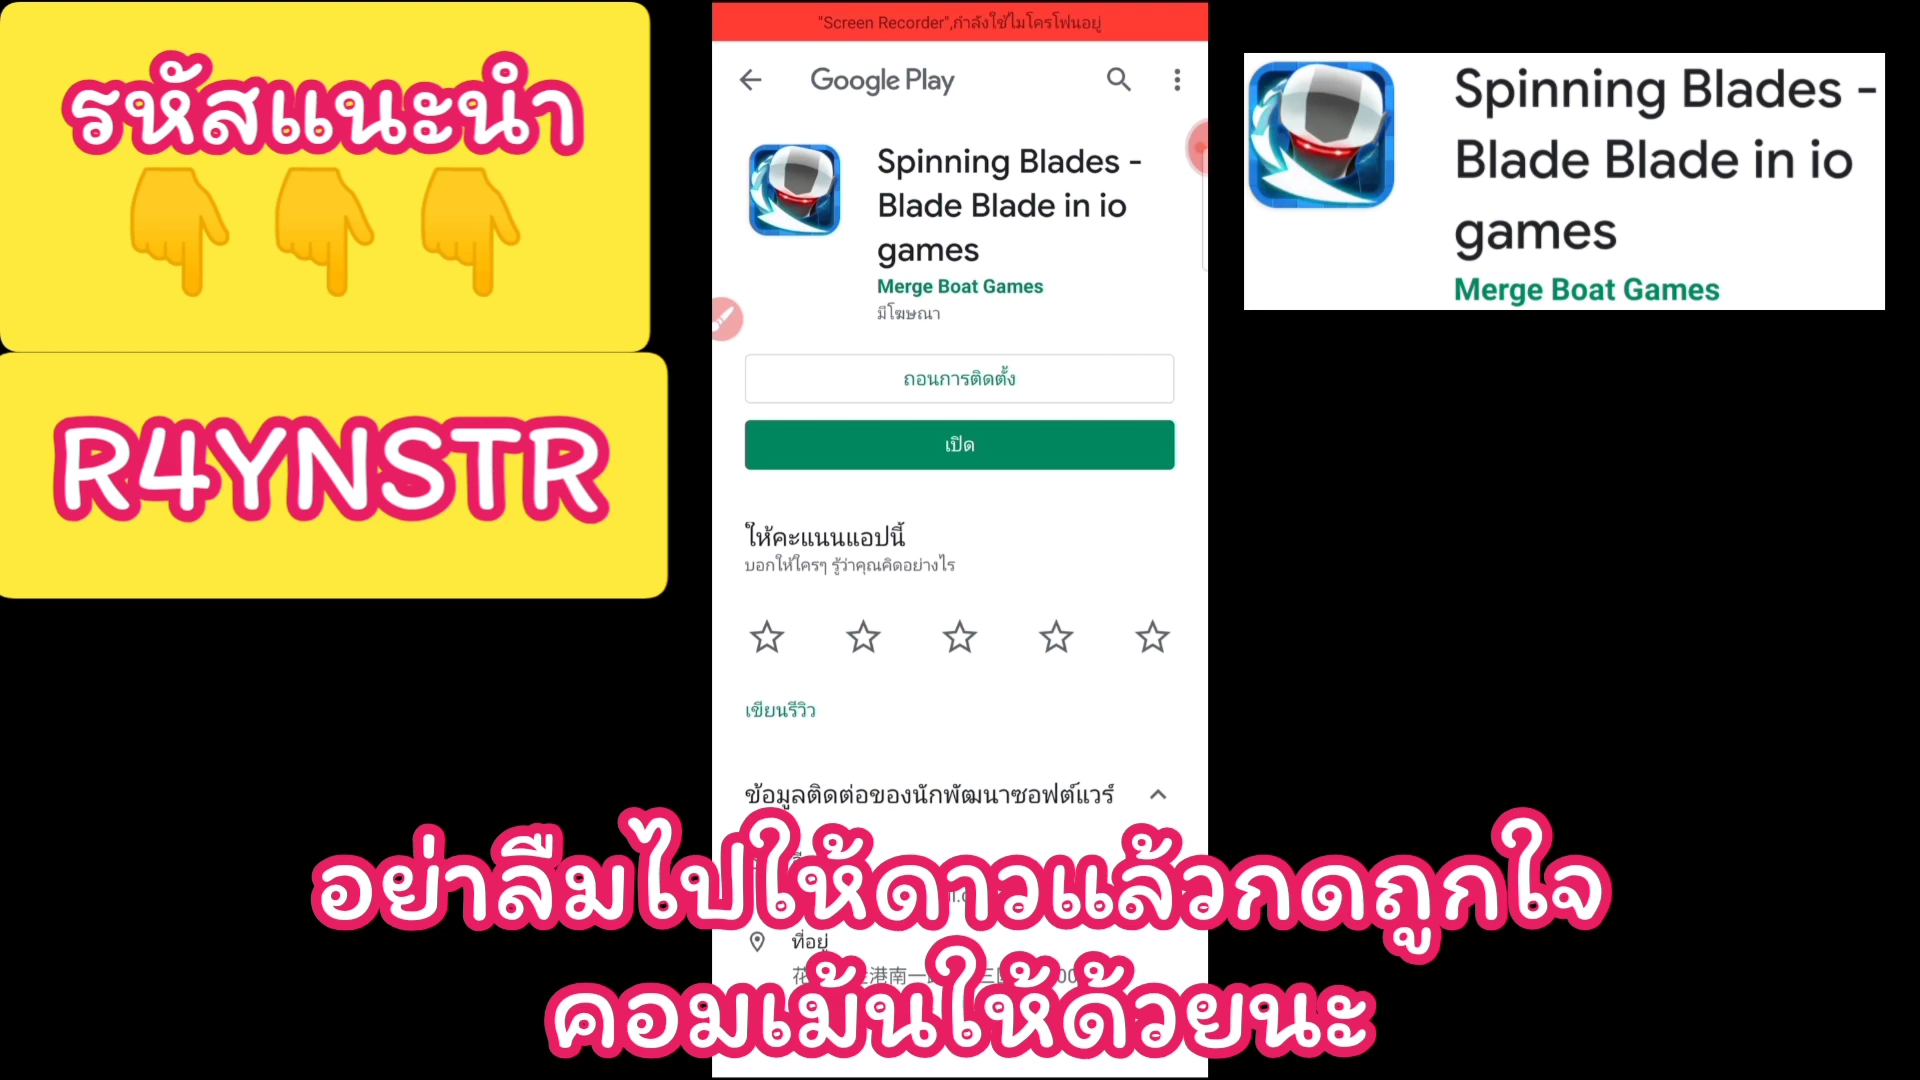 รหัสแนะนำ
R4YNSTR
"Screen Recorder",กำลังใช้ไมโครโฟนอยู่
Google Play
Spinning Blades -
Blade Blade in io
games
Merge Boat Games
มีโฆษณา
ถอนการติดตั้ง
เปิด
ให้คะแนนแอปนี้
บอกให้ใครๆ รู้ว่าคุณคิดอย่างไร
เขียนรีวิว
ข้อมูลติดต่อของนักพัฒนาซอฟต์แวร์
ที่อยู่
Spinning Blades -
Blade Blade in io
games
Merge Boat Games
อย่าลืมไปให้ดาวแล้วกดถูกใจ
คอมเม้นให้ด้วยนะ